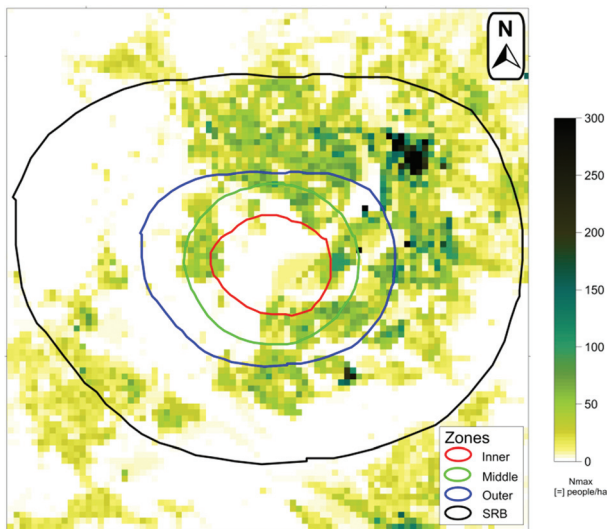 N
300
250
200
150
100
50
0
Nmax
[=] people/ha
Zones
Inner
Middle
Outer
SRB